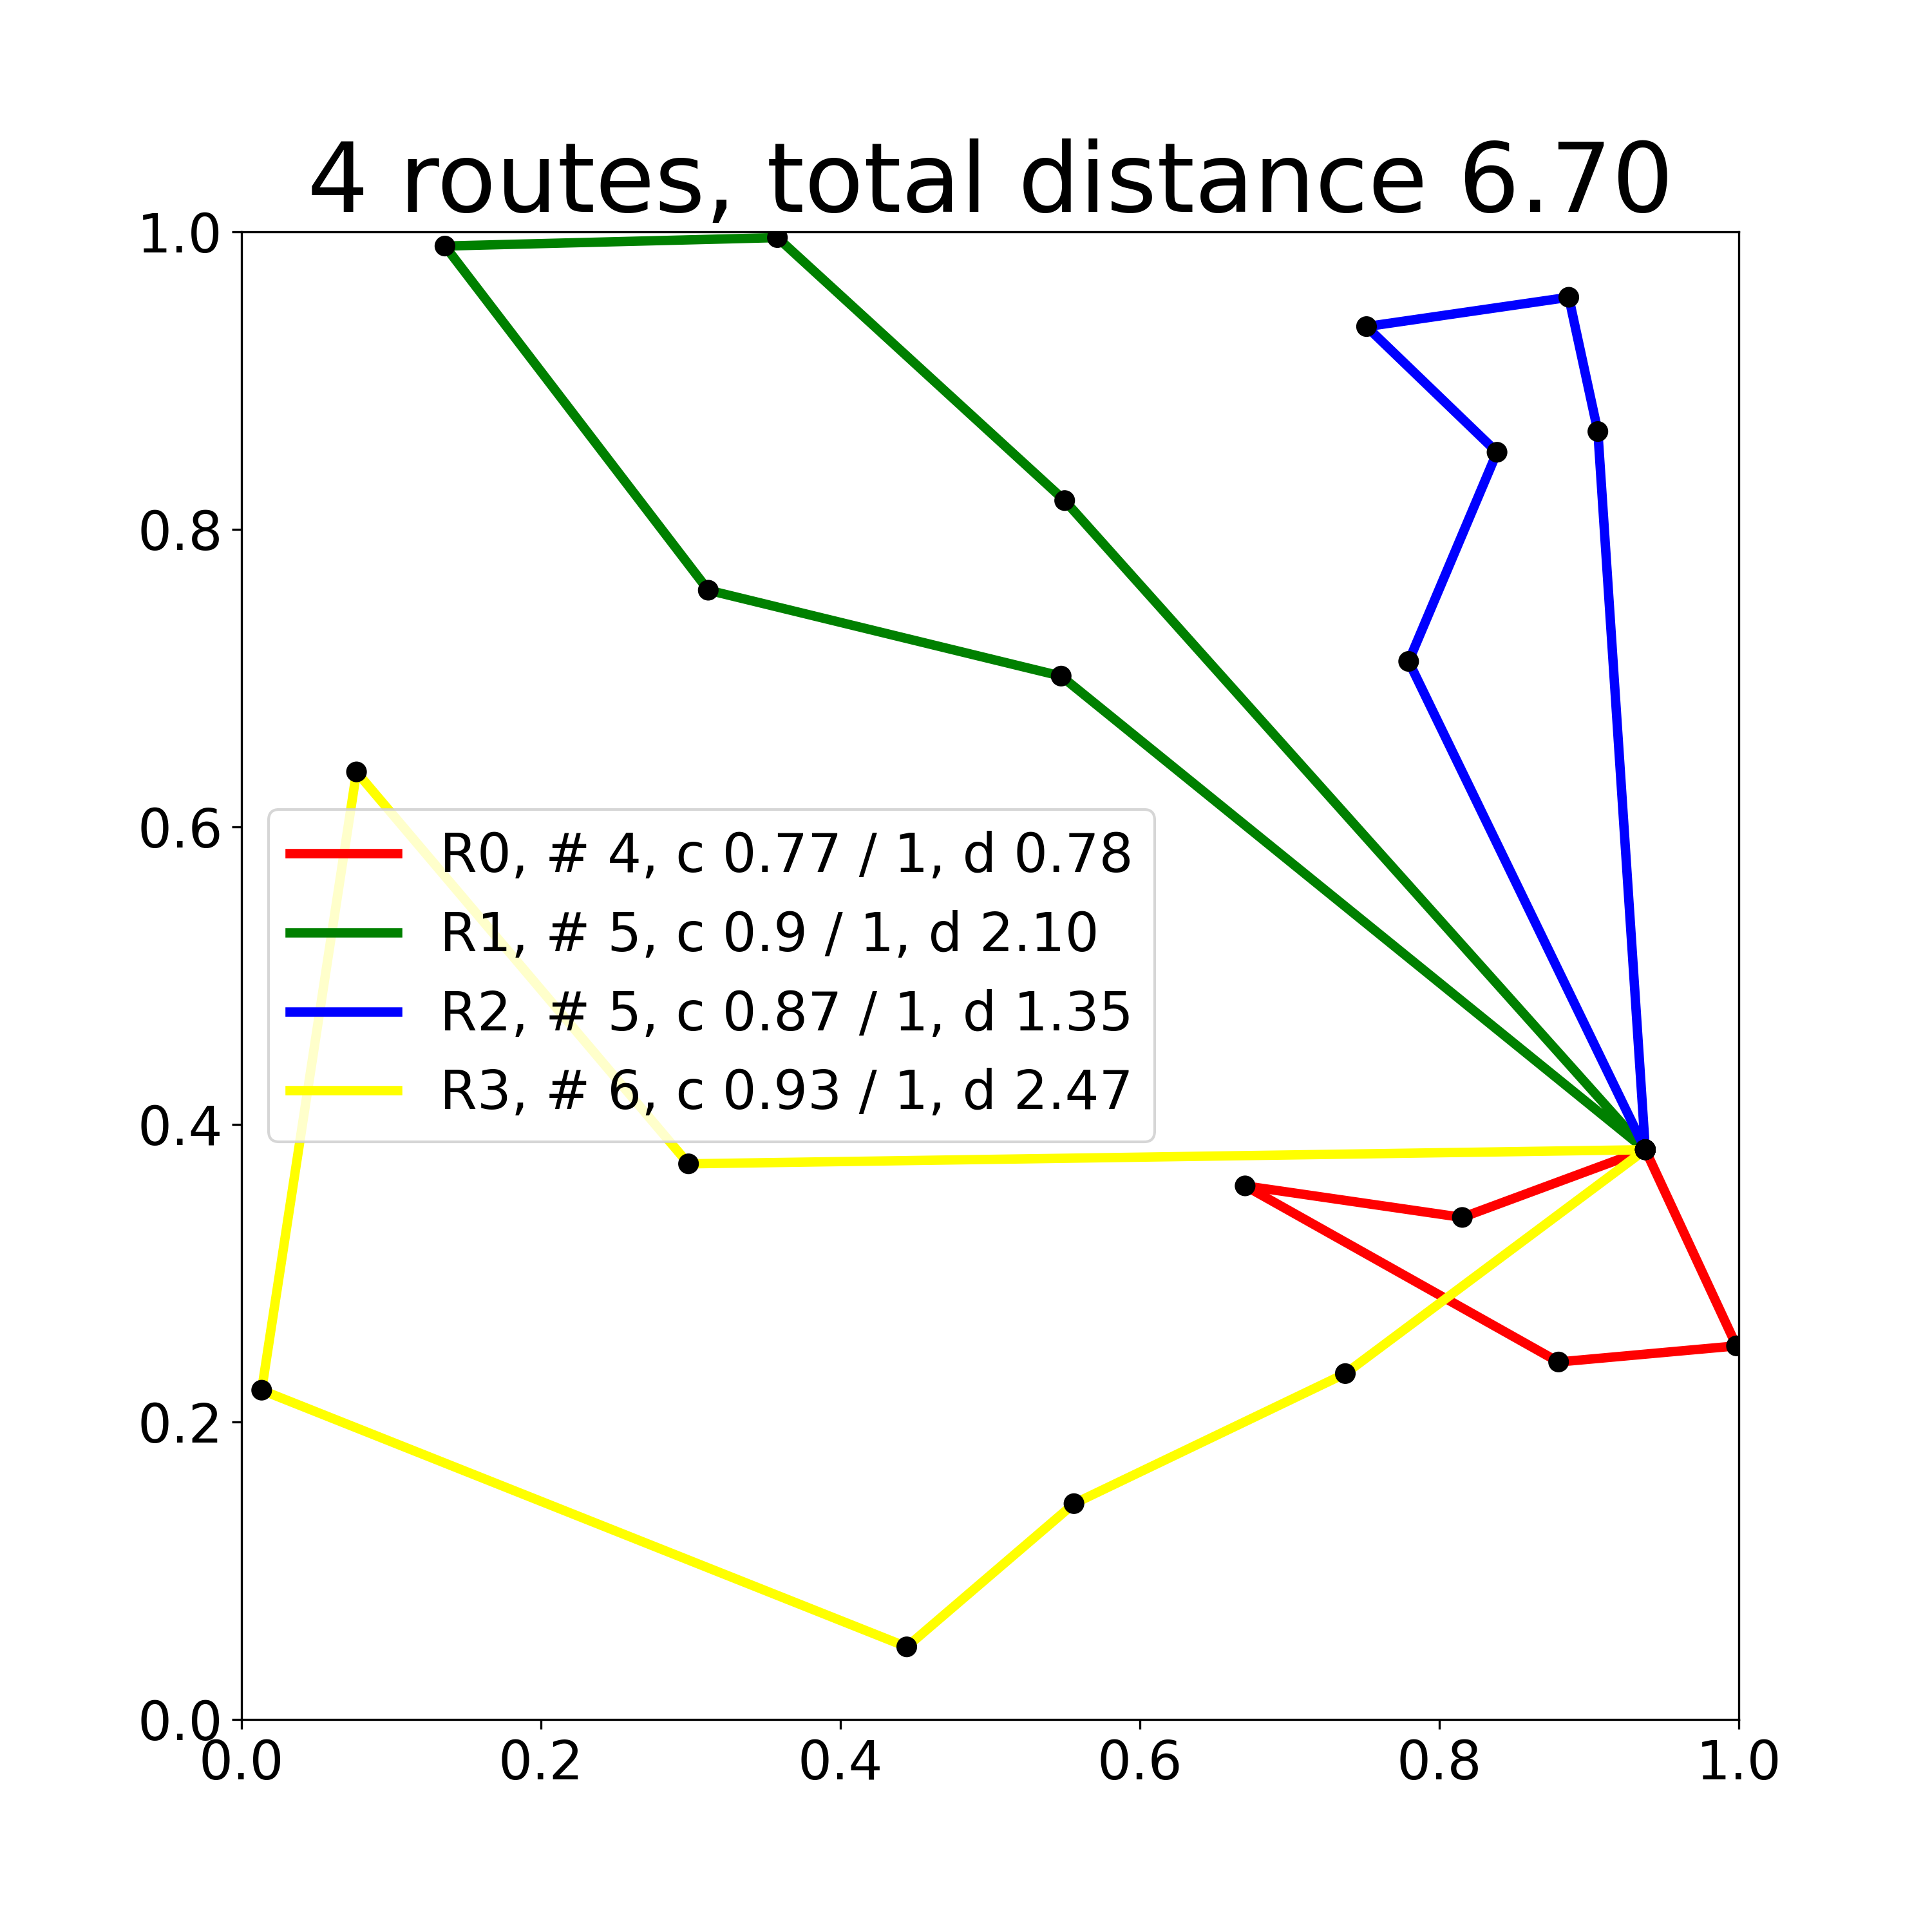 4 routes, total distance 6.70
1.0
0.8
0.6
0.4
0.2
0.0
R0, # 4, c 0.77 / 1, d 0.78
R1, # 5, c 0.9 / 1, d 2.10
R2, # 5, c 0.87 / 1, d 1.35
R3, # 6, c 0.93 / 1, d 2.47
0.0 0.2 0.4 0.6 0.8 1.0